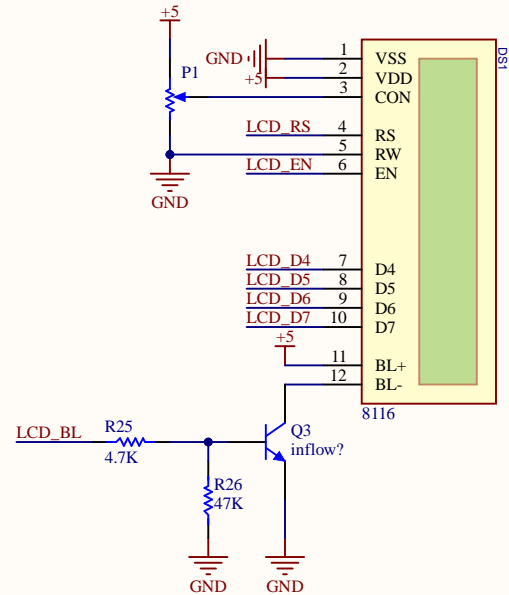 +5
P1
GND
+5
1 VSS
2 VDD
3 CON
LCD_RS 4 RS
5 RW
LCD_EN 6 EN
GND
LCD_D4 7 D4
LCD_D5 8 D5
LCD_D6 9 D6
LCD_D7 10 D7
+5
11 BL+
12 BL-
DS1
8116
LCD_BL
R25
4.7K
Q3
inflow?
R26
47K
GND
GND